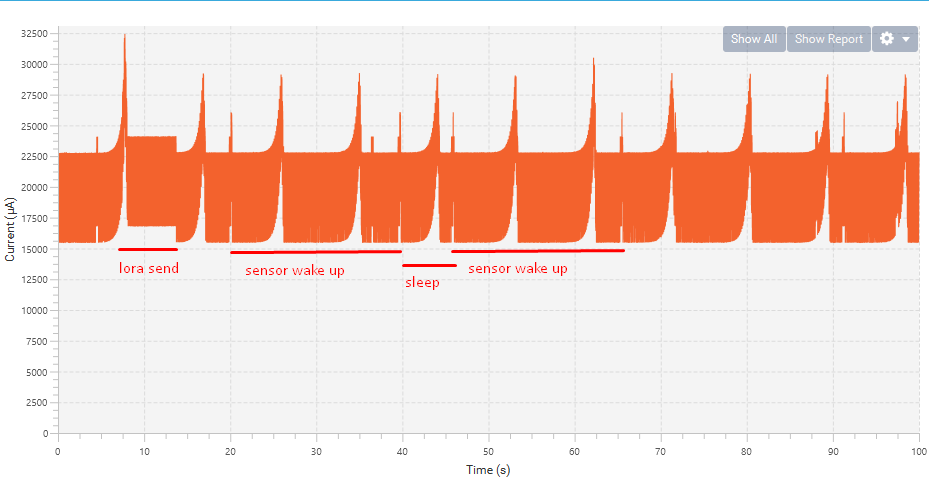 Show All Show Report
32500
30000
27500
25000
22500
20000
17500
15000
12500
10000
7500
5000
2500
0
Current (µA)
lora send
sensor wake up
sleep
sensor wake up
0 10 20 30 40 50 60 70 80 90 100
Time (s)